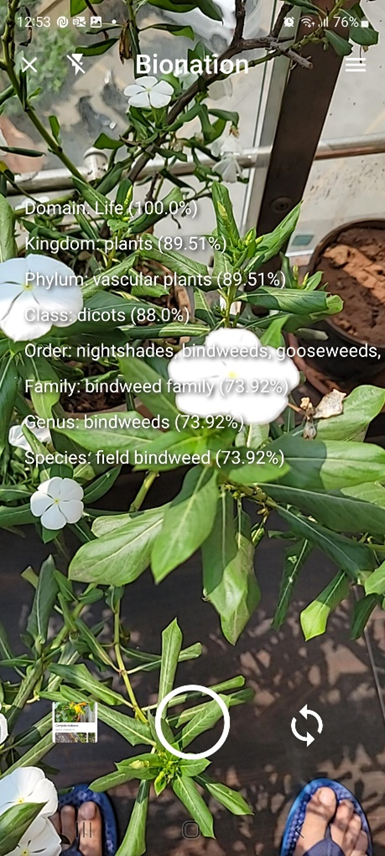 12:53
76%
Bionation
Domain: Life (100.0%)
Kingdom: plants (89.51%)
Phylum: vascular plants (89.51%)
Class: dicots (88.0%)
Order: nightshades, bindweeds, gooseweeds,
Family: bindweed family (73.92%)
Genus: bindweeds (73.92%)
Species: field bindweed (73.92%)